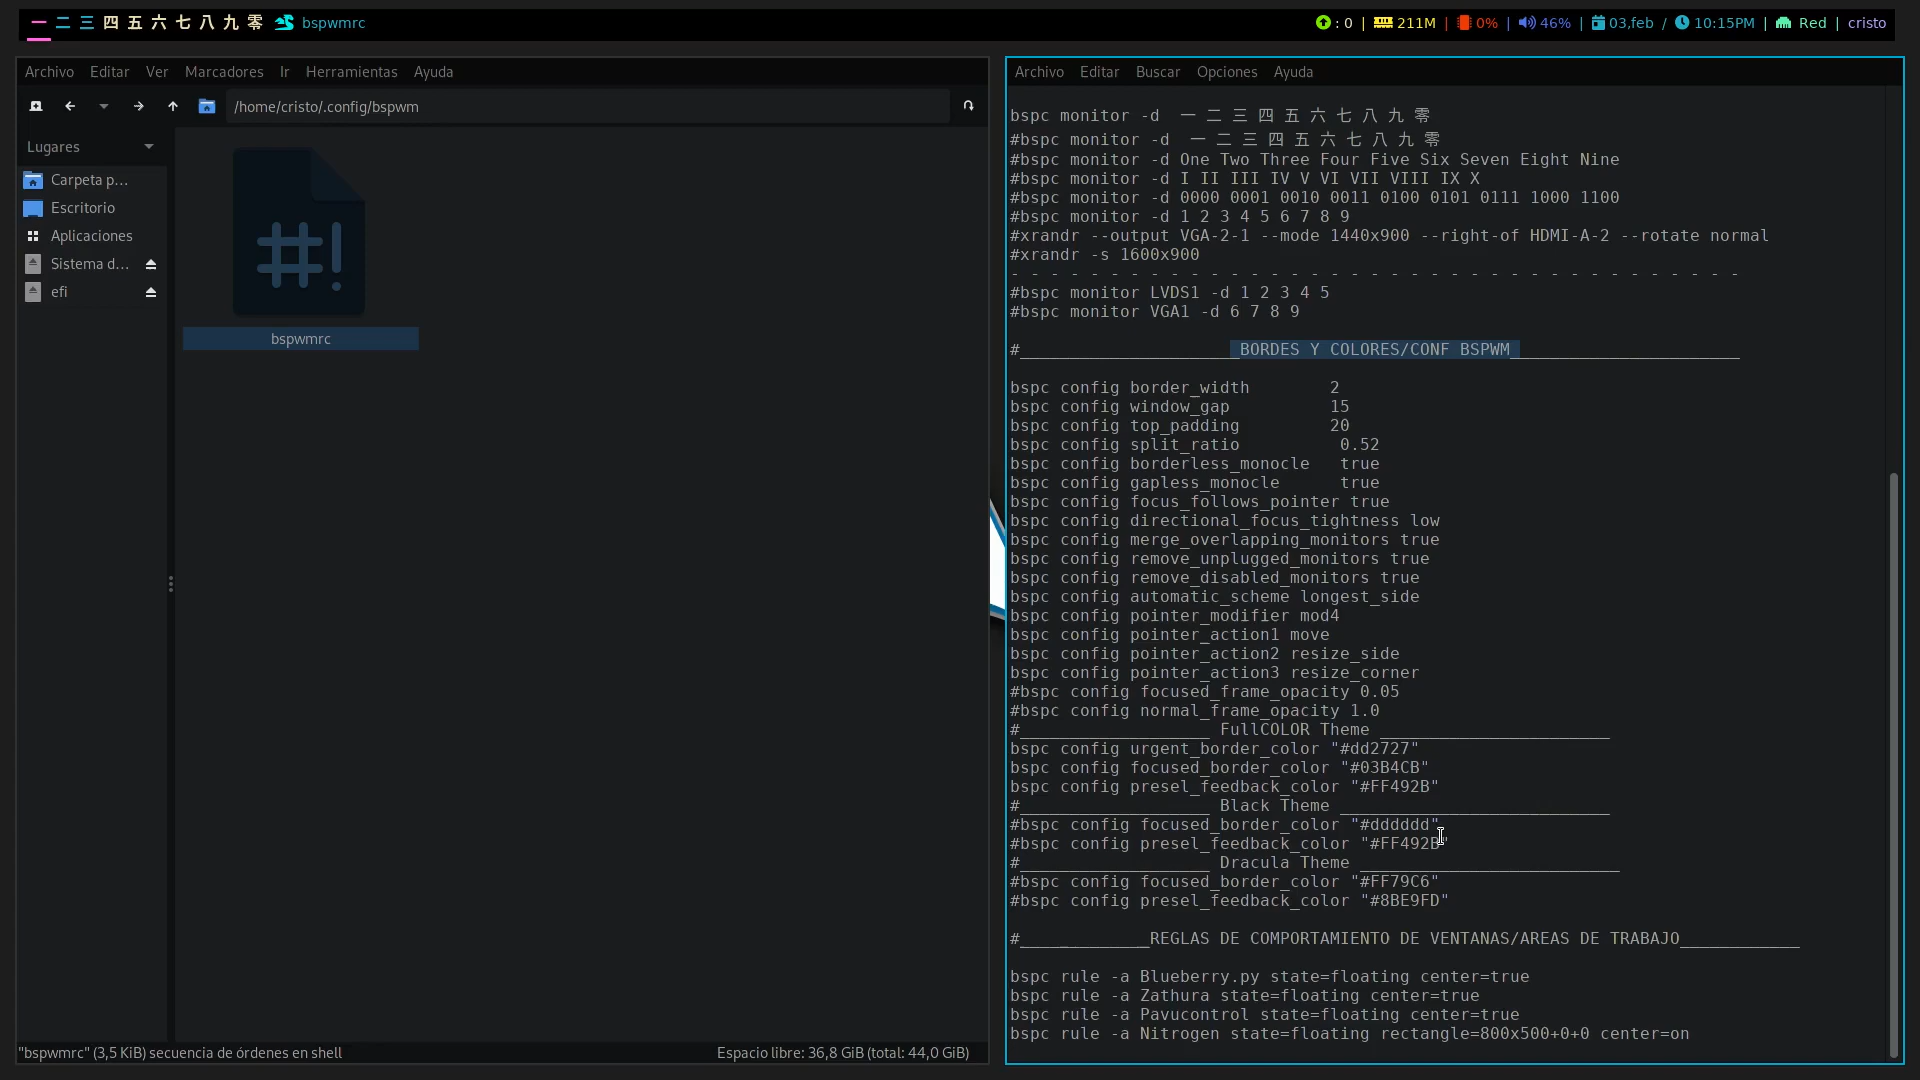 一 二 三 四 五 六 七 八 九 零 bspwmrc : 0 | 211M | 0% | 46% | 03,feb / 10:15PM | Red | cristo
Archivo Editar Ver Marcadores Ir Herramientas Ayuda
/home/cristo/.config/bspwm
Lugares
Carpeta p...
Escritorio
Aplicaciones
Sistema d...
efi
#!
bspwmrc
"bspwmrc" (3,5 KiB) secuencia de órdenes en shell Espacio libre: 36,8 GiB (total: 44,0 GiB)
Archivo Editar Buscar Opciones Ayuda
bspc monitor -d 一 二 三 四 五 六 七 八 九 零
#bspc monitor -d 一 二 三 四 五 六 七 八 九 零
#bspc monitor -d One Two Three Four Five Six Seven Eight Nine
#bspc monitor -d I II III IV V VI VII VIII IX X
#bspc monitor -d 0000 0001 0010 0011 0100 0101 0111 1000 1100
#bspc monitor -d 1 2 3 4 5 6 7 8 9
#xrandr --output VGA-2-1 --mode 1440x900 --right-of HDMI-A-2 --rotate normal
#xrandr -s 1600x900
- - - - - - - - - - - - - - - - - - - - - - - - - - - - - - - - - - - - -
#bspc monitor LVDS1 -d 1 2 3 4 5
#bspc monitor VGA1 -d 6 7 8 9
#______________________BORDES Y COLORES/CONF BSPWM_______________________
bspc config border_width 2
bspc config window_gap 15
bspc config top_padding 20
bspc config split_ratio 0.52
bspc config borderless_monocle true
bspc config gapless_monocle true
bspc config focus_follows_pointer true
bspc config directional_focus_tightness low
bspc config merge_overlapping_monitors true
bspc config remove_unplugged_monitors true
bspc config remove_disabled_monitors true
bspc config automatic_scheme longest_side
bspc config pointer_modifier mod4
bspc config pointer_action1 move
bspc config pointer_action2 resize_side
bspc config pointer_action3 resize_corner
#bspc config focused_frame_opacity 0.05
#bspc config normal_frame_opacity 1.0
#___________________ FullCOLOR Theme _______________________
bspc config urgent_border_color "#dd2727"
bspc config focused_border_color "#03B4CB"
bspc config presel_feedback_color "#FF492B"
#___________________ Black Theme ___________________________
#bspc config focused_border_color "#dddddd"
#bspc config presel_feedback_color "#FF492B"
#___________________ Dracula Theme __________________________
#bspc config focused_border_color "#FF79C6"
#bspc config presel_feedback_color "#8BE9FD"
#_____________REGLAS DE COMPORTAMIENTO DE VENTANAS/AREAS DE TRABAJO____________
bspc rule -a Blueberry.py state=floating center=true
bspc rule -a Zathura state=floating center=true
bspc rule -a Pavucontrol state=floating center=true
bspc rule -a Nitrogen state=floating rectangle=800x500+0+0 center=on